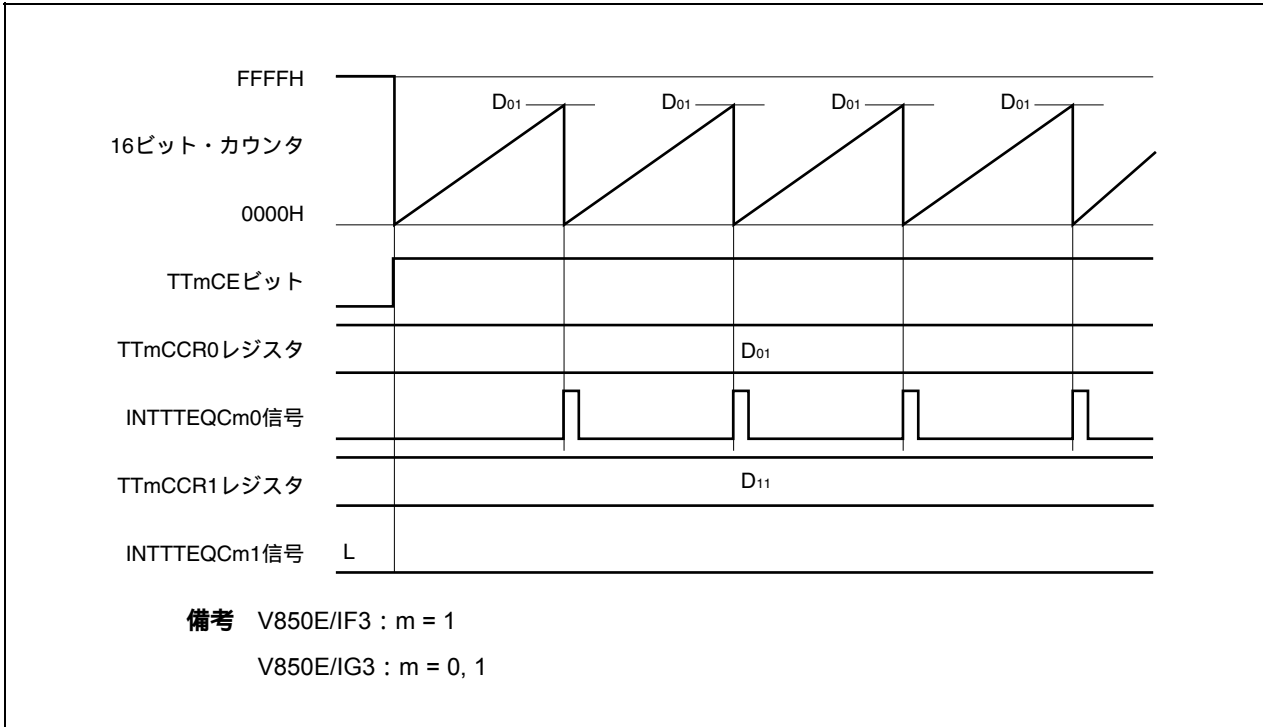 FFFFH
D01 D01 D01 D01
16ビット・カウンタ
0000H
TTmCEビット
TTmCCR0レジスタ D01
INTTTEQCm0信号
TTmCCR1レジスタ D11
INTTTEQCm1信号 L
備考 V850E/IF3：m = 1
V850E/IG3：m = 0, 1